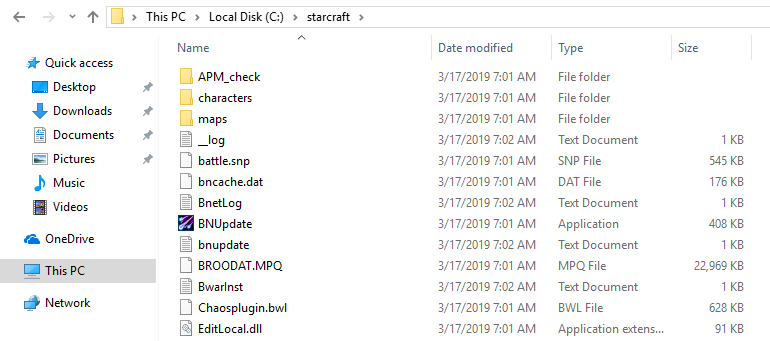 This PC > Local Disk (C:) > starcraft
Name Date modified Type Size
Quick access
Desktop
Downloads
Documents
Pictures
Music
Videos
OneDrive
This PC
Network
APM_check 3/17/2019 7:01 AM File folder
characters 3/17/2019 7:01 AM File folder
maps 3/17/2019 7:01 AM File folder
__log 3/17/2019 7:02 AM Text Document 1 KB
battle.snp 3/17/2019 7:01 AM SNP File 545 KB
bncache.dat 3/17/2019 7:01 AM DAT File 176 KB
BnetLog 3/17/2019 7:02 AM Text Document 1 KB
BNUpdate 3/17/2019 7:01 AM Application 408 KB
bnupdate 3/17/2019 7:02 AM Text Document 1 KB
BROODAT.MPQ 3/17/2019 7:01 AM MPQ File 22,969 KB
BwarInst 3/17/2019 7:02 AM Text Document 1 KB
Chaosplugin.bwl 3/17/2019 7:01 AM BWL File 628 KB
EditLocal.dll 3/17/2019 7:01 AM Application extens... 91 KB